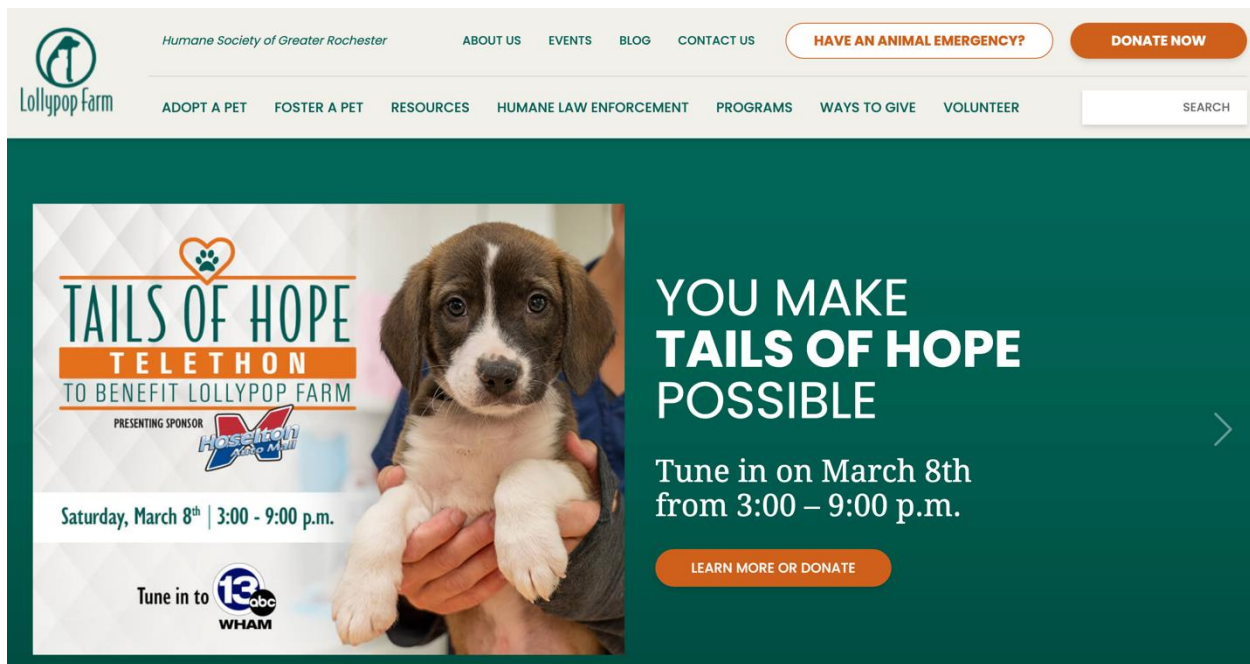 Lollypop Farm
Humane Society of Greater Rochester
ABOUT US
EVENTS
BLOG
CONTACT US
HAVE AN ANIMAL EMERGENCY?
DONATE NOW
ADOPT A PET
FOSTER A PET
RESOURCES
HUMANE LAW ENFORCEMENT
PROGRAMS
WAYS TO GIVE
VOLUNTEER
SEARCH
TAILS OF HOPE
TELETHON
TO BENEFIT LOLLYPOP FARM
PRESENTING SPONSOR
Hoselton
Auto Mall
Saturday, March 8th | 3:00 - 9:00 p.m.
Tune in to 13 abc
WHAM
YOU MAKE
TAILS OF HOPE
POSSIBLE
Tune in on March 8th
from 3:00 – 9:00 p.m.
LEARN MORE OR DONATE